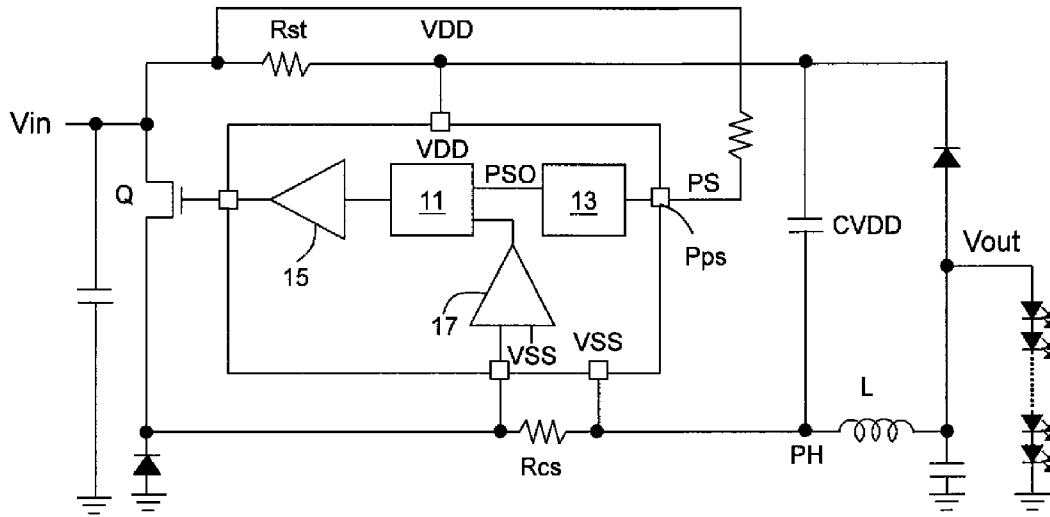 Rst
VDD
Vin
VDD
PSO
PS
Q
11
13
CVDD
Pps
Vout
15
17
VSS
VSS
L
Rcs
PH